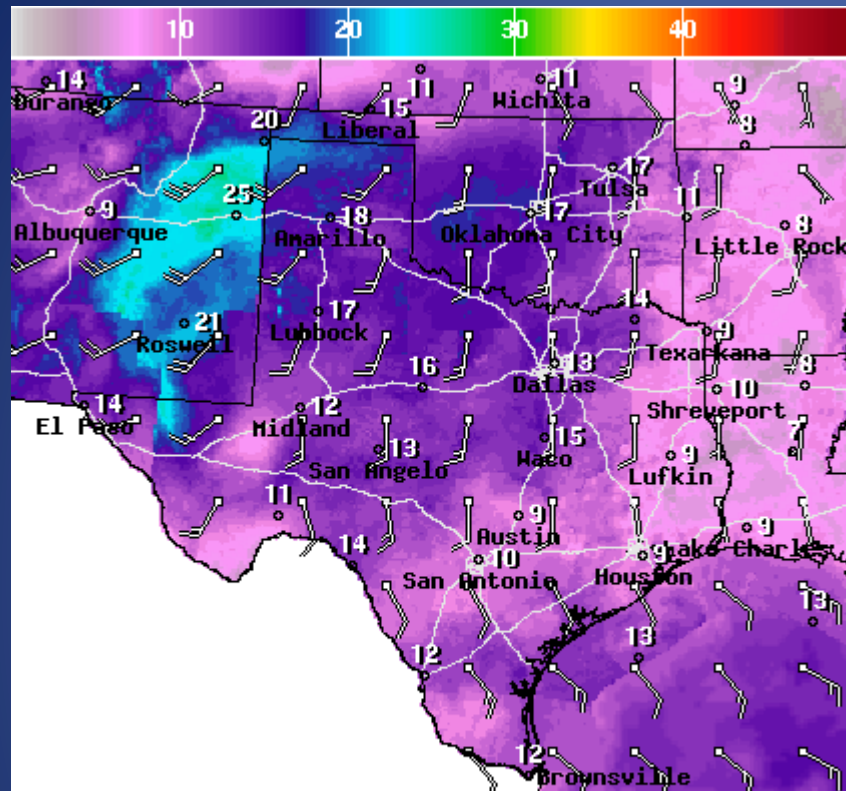 10 20 30 40
14 11 11 9
Durango Wichita
15
Liberal
20 8
17
Tulsa
9 25 18 17 11 8
Albuquerque Amarillo Oklahoma City Little Rock
21 17 14 9
Roswell Lubbock Texarkana
16 13 8
Dallas
14 12 10
El Paso Midland Shreveport
13 15 9 7
San Angelo Waco Lufkin
11 9 9
Austin
14 10 9 Lake Charles
San Antonio Houston
13
12 13
12
Brownsville